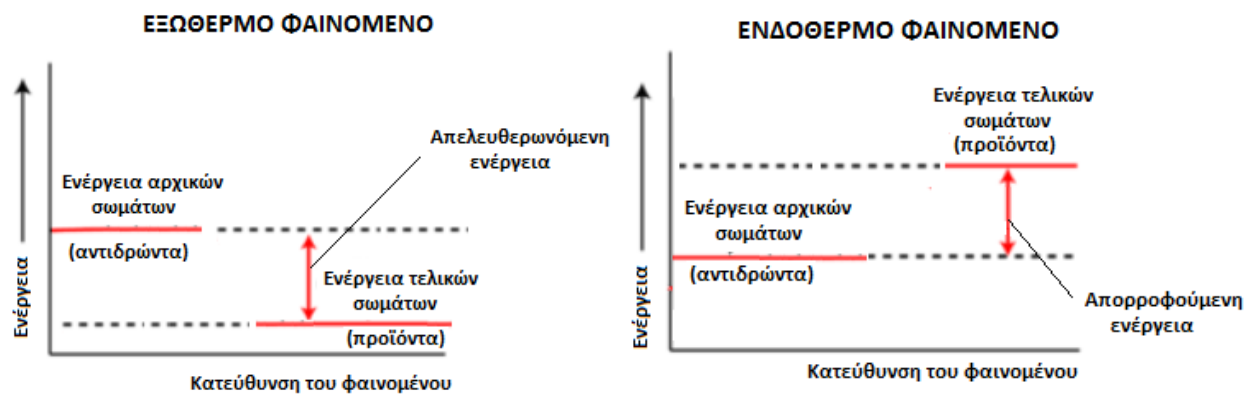 ΕΞΩΘΕΡΜΟ ΦΑΙΝΟΜΕΝΟ
Ενέργεια
Απελευθερωνόμενη
ενέργεια
Ενέργεια αρχικών
σωμάτων
(αντιδρώντα)
Ενέργεια τελικών
σωμάτων
(προϊόντα)
Κατεύθυνση του φαινομένου
ΕΝΔΟΘΕΡΜΟ ΦΑΙΝΟΜΕΝΟ
Ενέργεια
Ενέργεια τελικών
σωμάτων
(προϊόντα)
Ενέργεια αρχικών
σωμάτων
(αντιδρώντα)
Απορροφούμενη
ενέργεια
Κατεύθυνση του φαινομένου